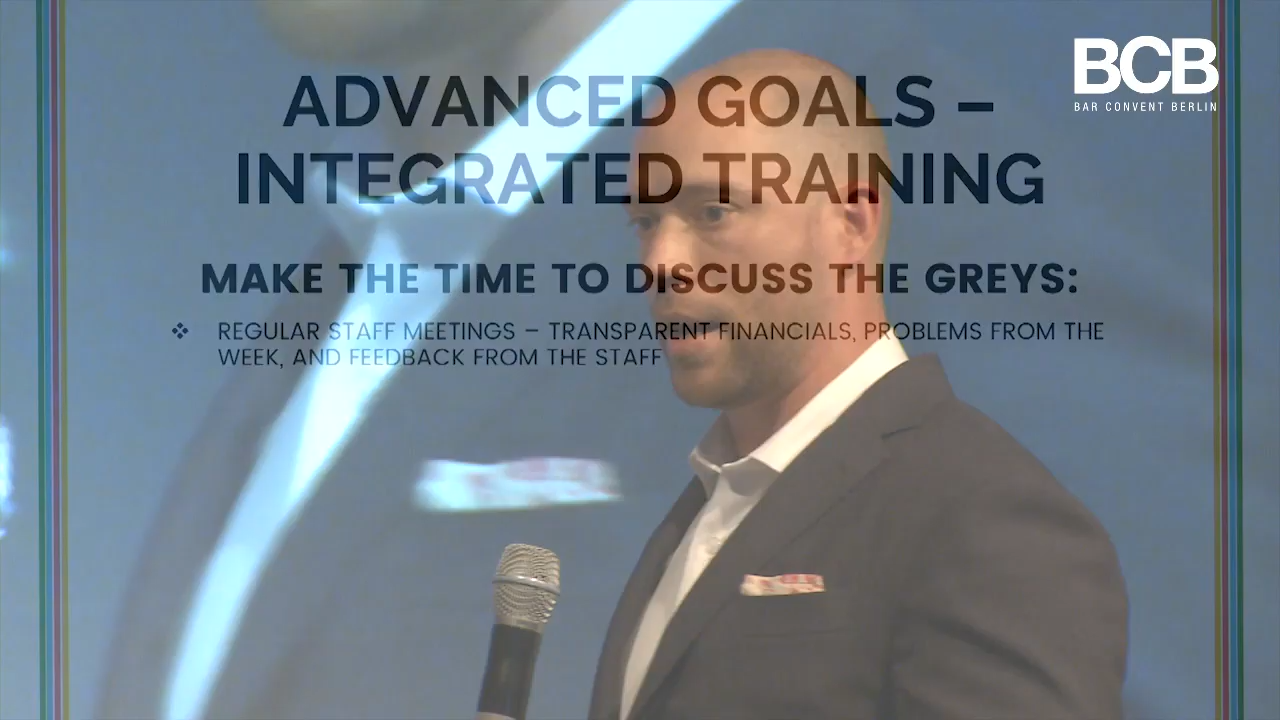 BCB
BAR CONVENT BERLIN
ADVANCED GOALS –
INTEGRATED TRAINING
MAKE THE TIME TO DISCUSS THE GREYS:
❖ REGULAR STAFF MEETINGS – TRANSPARENT FINANCIALS, PROBLEMS FROM THE
WEEK, AND FEEDBACK FROM THE STAFF